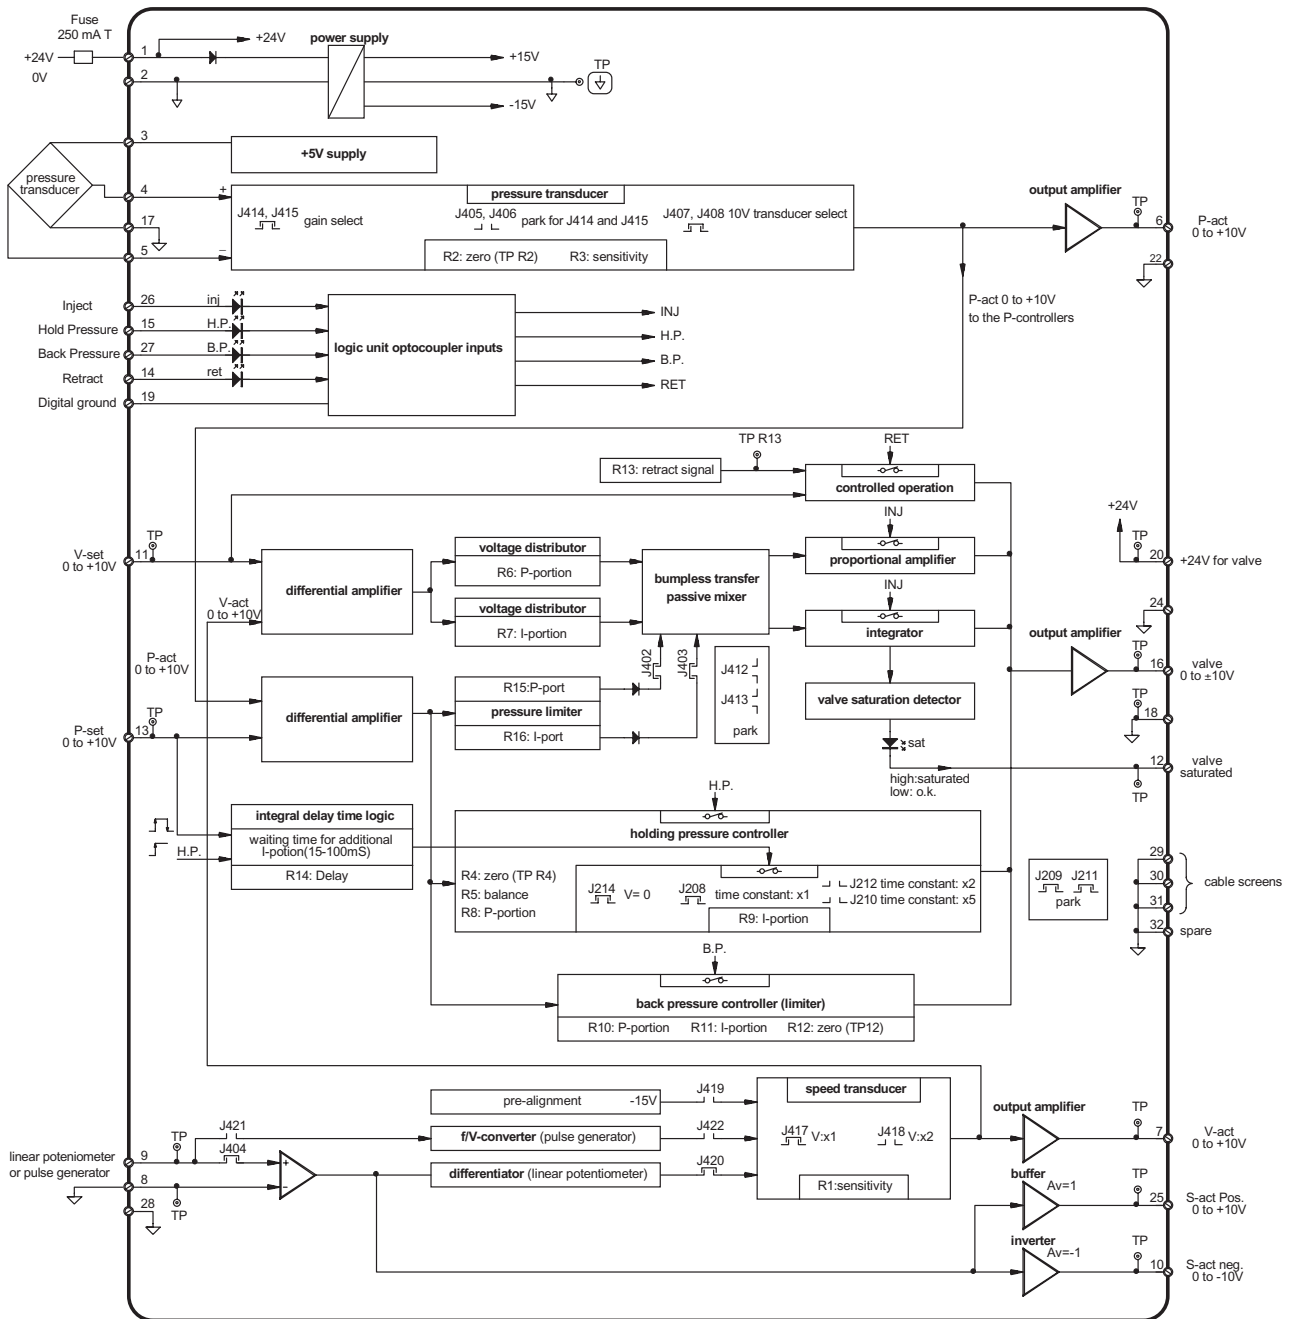 Fuse
250 mA T
+24V
0V
1
2
+24V
power supply
+15V
-15V
TP
3
+5V supply
pressure
transducer
4
17
5
+
–
pressure transducer
J414, J415
gain select
J405, J406
park for J414 and J415
J407, J408 10V transducer select
R2: zero (TP R2)
R3: sensitivity
output amplifier
TP
6
P-act
0 to +10V
22
P-act 0 to +10V
to the P-controllers
Inject
26
inj
Hold Pressure
15
H.P.
Back Pressure
27
B.P.
Retract
14
ret
Digital ground
19
logic unit optocoupler inputs
INJ
H.P.
B.P.
RET
TP R13
R13: retract signal
RET
controlled operation
INJ
proportional amplifier
INJ
integrator
valve saturation detector
sat
high:saturated
low: o.k.
V-set
0 to +10V
TP
11
V-act
0 to +10V
differential amplifier
voltage distributor
R6: P-portion
voltage distributor
R7: I-portion
bumpless transfer
passive mixer
J402
J403
J412
J413
park
P-act
0 to +10V
P-set
0 to +10V
TP
13
differential amplifier
R15:P-port
pressure limiter
R16: I-port
+24V
TP
20
+24V for valve
24
output amplifier
TP
16
valve
0 to ±10V
TP
18
12
valve
saturated
TP
integral delay time logic
waiting time for additional
I-potion(15-100mS)
R14: Delay
H.P.
H.P.
holding pressure controller
R4: zero (TP R4)
R5: balance
R8: P-portion
J214
V= 0
J208
time constant: x1
J212 time constant: x2
J210 time constant: x5
R9: I-portion
J209
J211
park
29
30
31
32
cable screens
spare
B.P.
back pressure controller (limiter)
R10: P-portion
R11: I-portion
R12: zero (TP12)
pre-alignment
-15V
J419
f/V-converter (pulse generator)
J422
differentiator (linear potentiometer)
J420
speed transducer
J417 V:x1
J418 V:x2
R1:sensitivity
linear poteniometer
or pulse generator
9
8
28
TP
TP
J421
J404
+
–
output amplifier
TP
7
V-act
0 to +10V
buffer
Av=1
TP
25
S-act Pos.
0 to +10V
inverter
Av=-1
TP
10
S-act neg.
0 to -10V